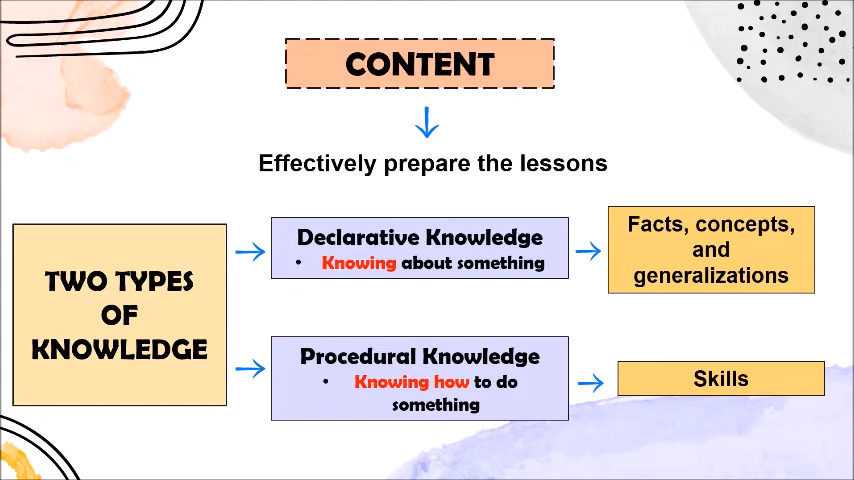 CONTENT
Effectively prepare the lessons
TWO TYPES
OF
KNOWLEDGE
Declarative Knowledge
• Knowing about something
Facts, concepts,
and
generalizations
Procedural Knowledge
• Knowing how to do
something
Skills